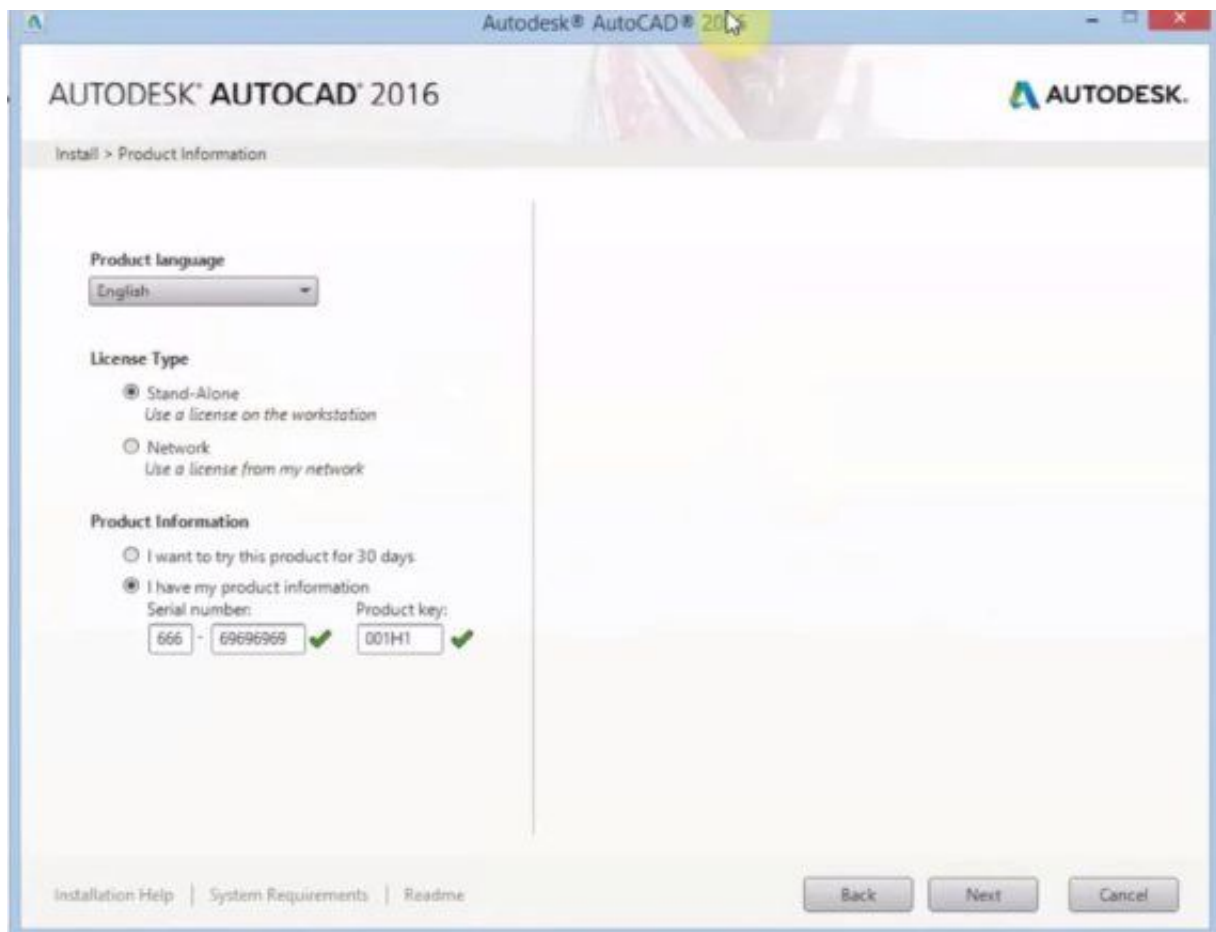 Autodesk® AutoCAD® 2016
AUTODESK® AUTOCAD® 2016
AUTODESK.
Install > Product Information
Product language
English
License Type
Stand-Alone
Use a license on the workstation
Network
Use a license from my network
Product Information
I want to try this product for 30 days
I have my product information
Serial number: Product key:
666 - 69696969 001H1
Installation Help | System Requirements | Readme
Back Next Cancel